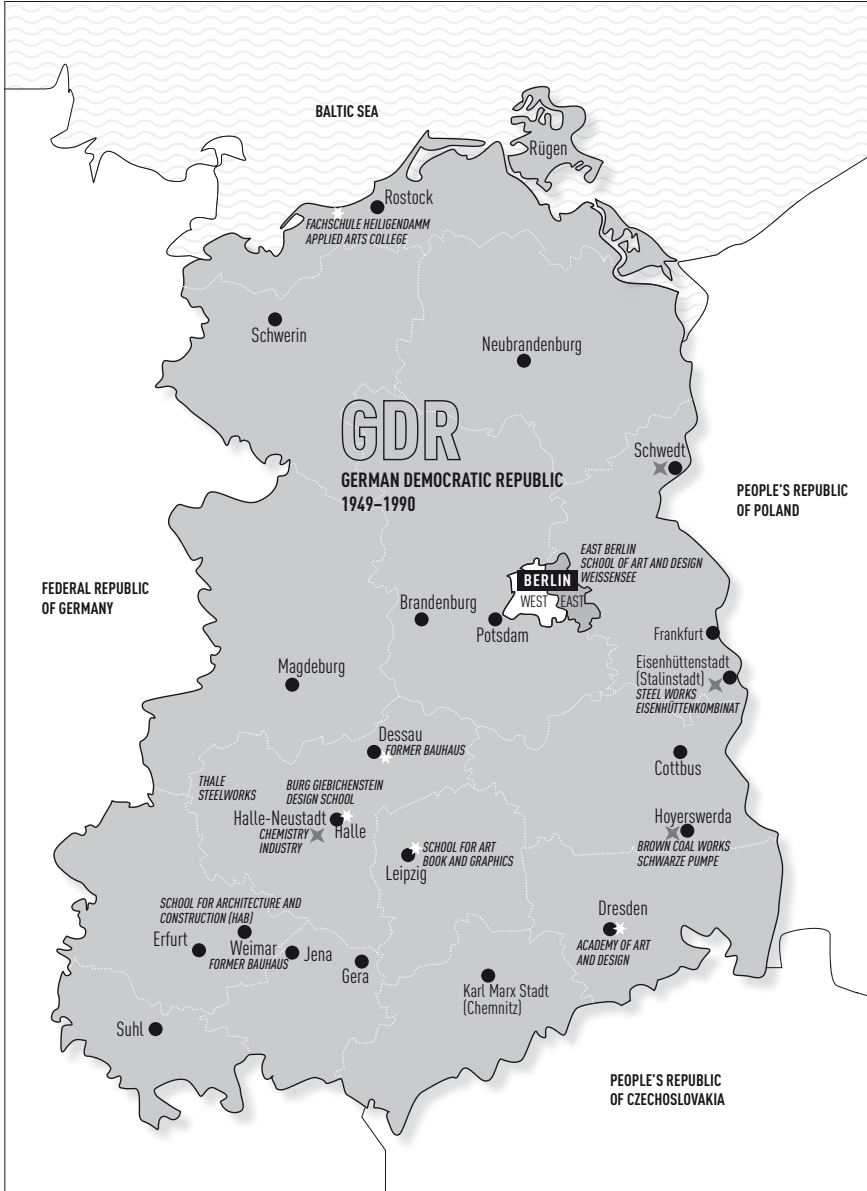 BALTIC SEA
Rügen
Rostock
FACHSCHULE HEILIGENDAMM
APPLIED ARTS COLLEGE
Schwerin
Neubrandenburg
GDR
GERMAN DEMOCRATIC REPUBLIC
1949–1990
Schwedt
PEOPLE'S REPUBLIC
OF POLAND
FEDERAL REPUBLIC
OF GERMANY
EAST BERLIN
SCHOOL OF ART AND DESIGN
WEISSENSEE
BERLIN
WEST EAST
Brandenburg
Potsdam
Frankfurt
Eisenhüttenstadt
(Stalinstadt)
STEEL WORKS
EISENHÜTTENKOMBINAT
Magdeburg
Dessau
FORMER BAUHAUS
Cottbus
THALE
STEELWORKS
BURG GIEBICHENSTEIN
DESIGN SCHOOL
Halle-Neustadt
Halle
CHEMISTRY
INDUSTRY
SCHOOL FOR ART
BOOK AND GRAPHICS
Leipzig
Hoyerswerda
BROWN COAL WORKS
SCHWARZE PUMPE
SCHOOL FOR ARCHITECTURE AND
CONSTRUCTION (HAB)
Erfurt
Weimar
FORMER BAUHAUS
Jena
Gera
Dresden
ACADEMY OF ART
AND DESIGN
Karl Marx Stadt
(Chemnitz)
Suhl
PEOPLE'S REPUBLIC
OF CZECHOSLOVAKIA